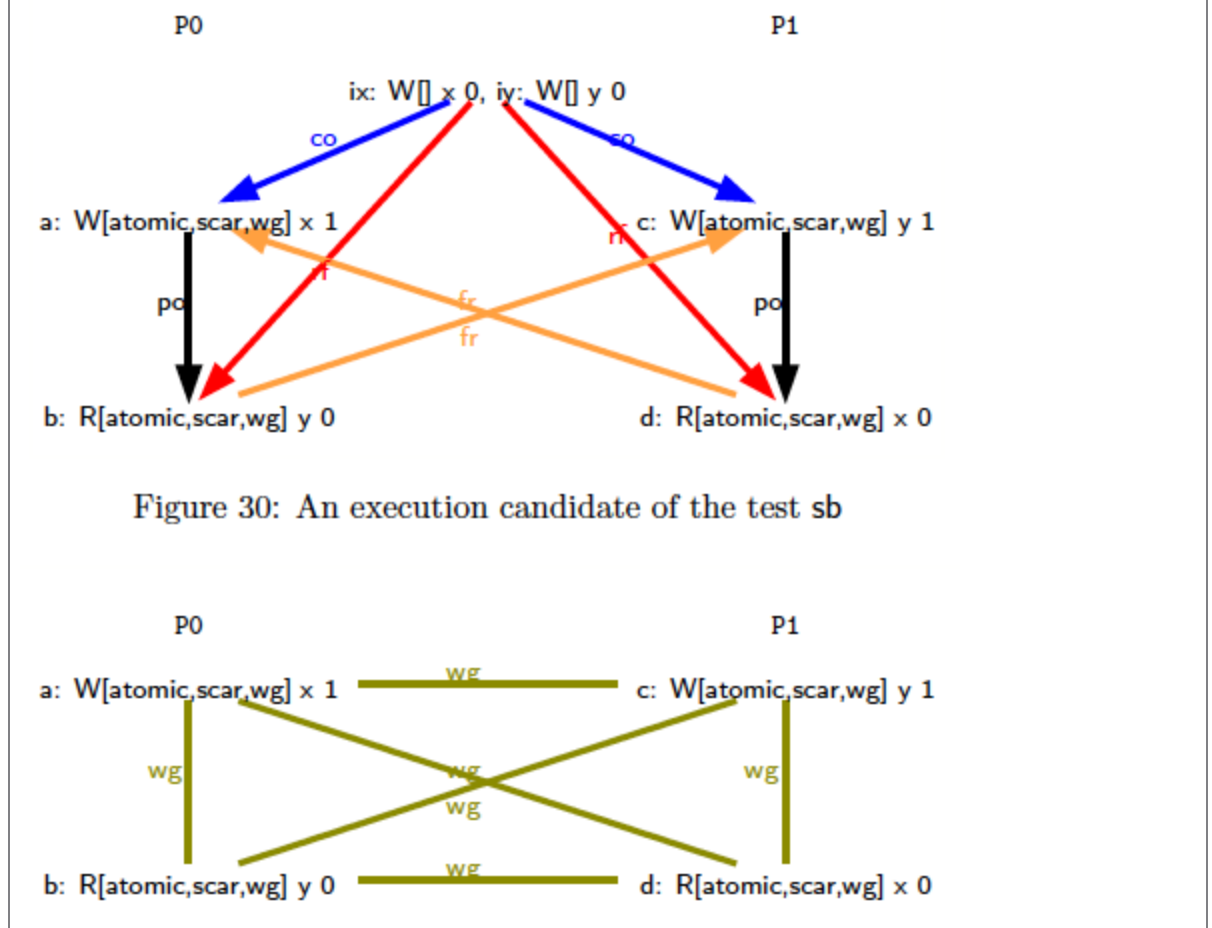 P0 P1
ix: W[] x 0, iy: W[] y 0
co co
a: W[atomic,scar,wg] x 1 c: W[atomic,scar,wg] y 1
rf rf
po fr po
fr
b: R[atomic,scar,wg] y 0 d: R[atomic,scar,wg] x 0
Figure 30: An execution candidate of the test sb
P0 P1
wg
a: W[atomic,scar,wg] x 1 c: W[atomic,scar,wg] y 1
wg wg wg
wg
wg
b: R[atomic,scar,wg] y 0 d: R[atomic,scar,wg] x 0